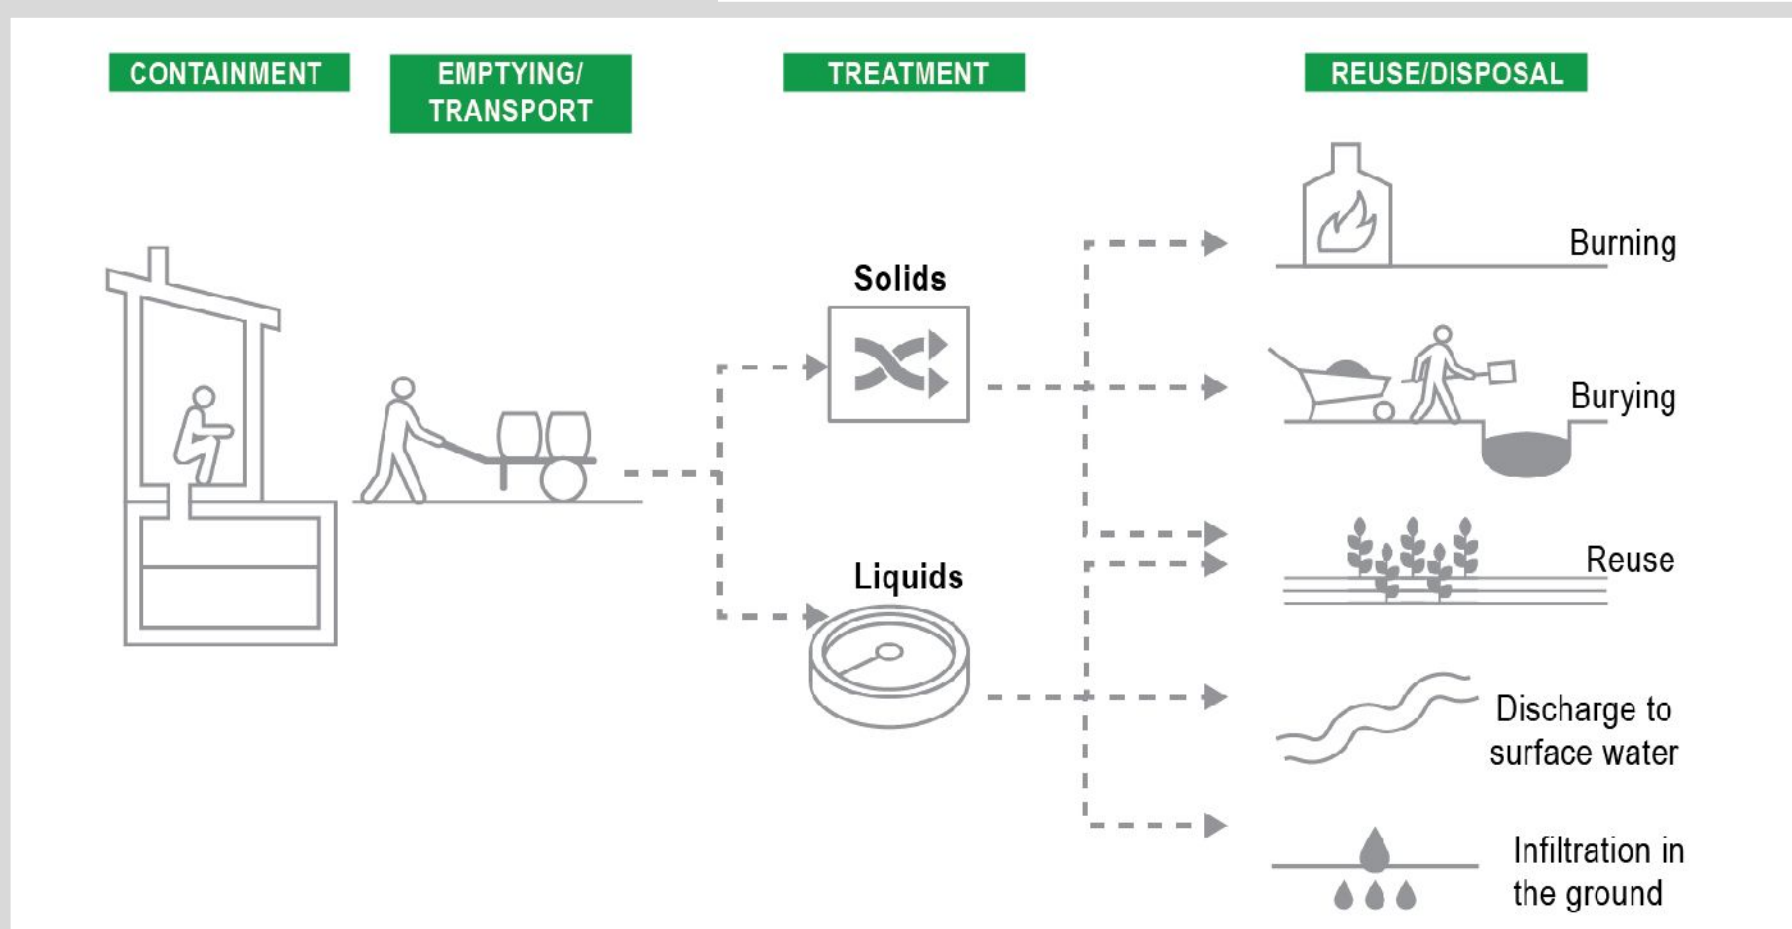 CONTAINMENT
EMPTYING/
TRANSPORT
TREATMENT
REUSE/DISPOSAL
Burning
Solids
Burying
Reuse
Liquids
Discharge to
surface water
Infiltration in
the ground